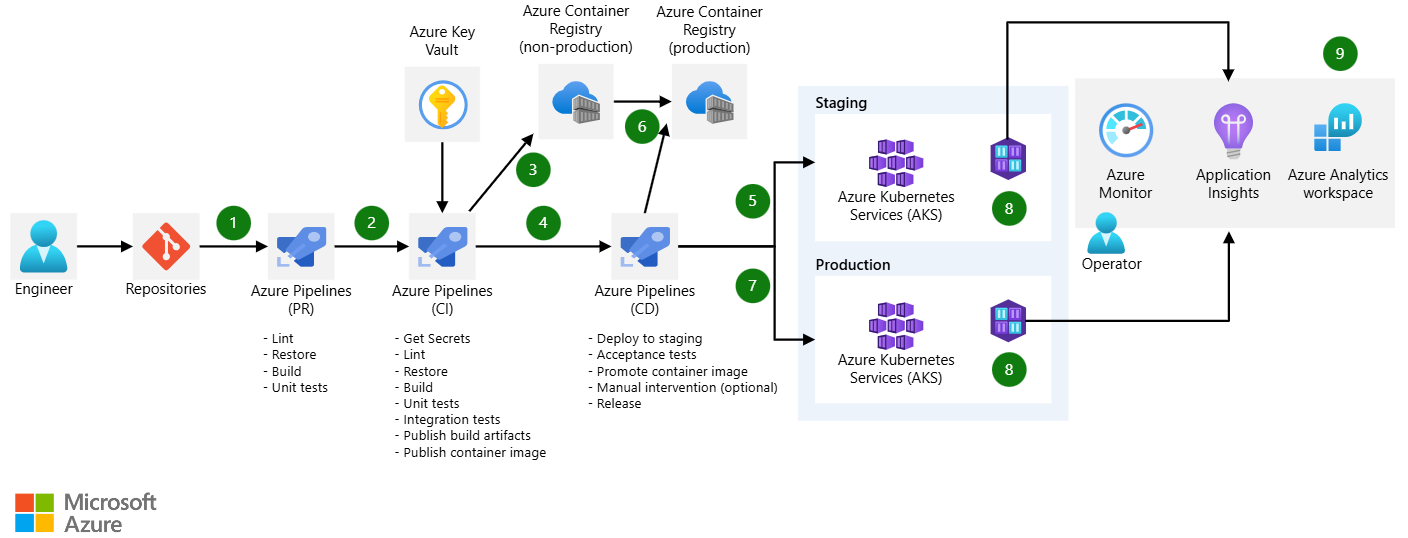 Azure Key
Vault
Azure Container
Registry
(non-production)
Azure Container
Registry
(production)
9
6
3
Staging
Azure Kubernetes
Services (AKS)
8
Azure
Monitor
Application
Insights
Azure Analytics
workspace
Operator
1
2
4
5
7
Engineer
Repositories
Azure Pipelines
(PR)
- Lint
- Restore
- Build
- Unit tests
Azure Pipelines
(CI)
- Get Secrets
- Lint
- Restore
- Build
- Unit tests
- Integration tests
- Publish build artifacts
- Publish container image
Azure Pipelines
(CD)
- Deploy to staging
- Acceptance tests
- Promote container image
- Manual intervention (optional)
- Release
Production
Azure Kubernetes
Services (AKS)
8
Microsoft
Azure